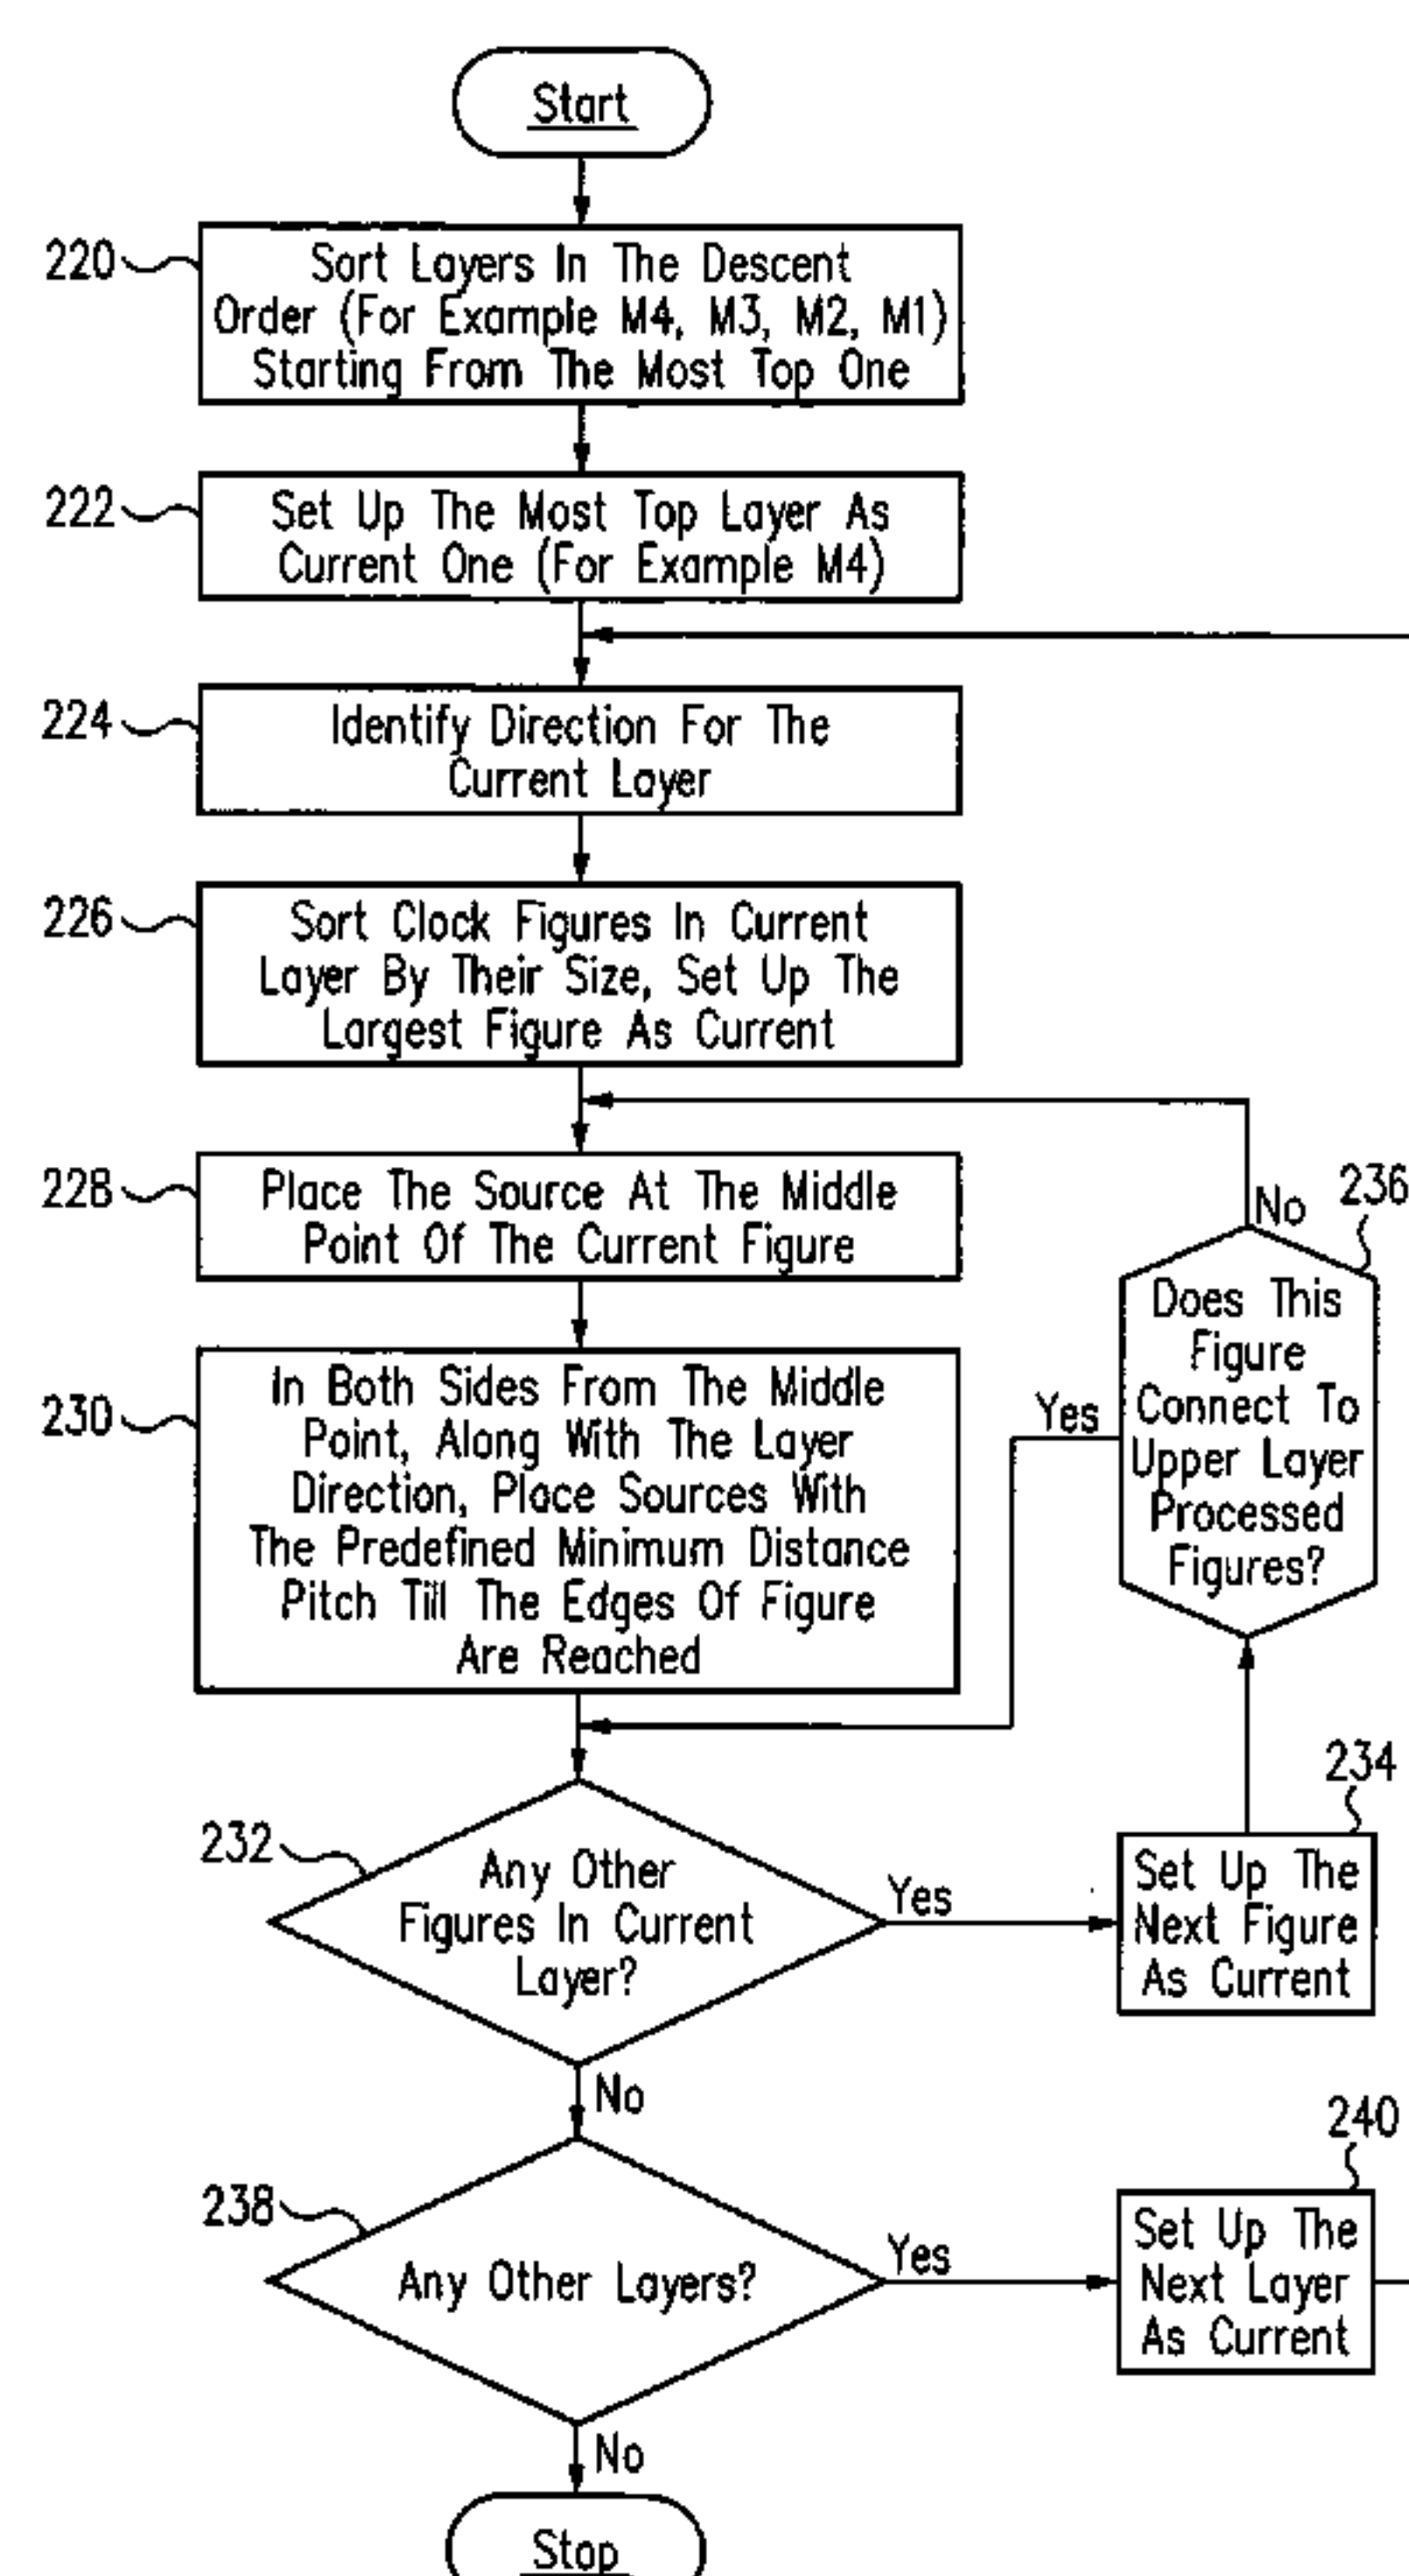 Start
220
Sort Layers In The Descent
Order (For Example M4, M3, M2, M1)
Starting From The Most Top One
222
Set Up The Most Top Layer As
Current One (For Example M4)
224
Identify Direction For The
Current Layer
226
Sort Clock Figures In Current
Layer By Their Size, Set Up The
Largest Figure As Current
228
Place The Source At The Middle
Point Of The Current Figure
No
236
Does This
Figure
Connect To
Upper Layer
Processed
Figures?
Yes
230
In Both Sides From The Middle
Point, Along With The Layer
Direction, Place Sources With
The Predefined Minimum Distance
Pitch Till The Edges Of Figure
Are Reached
232
Any Other
Figures In Current
Layer?
Yes
234
Set Up The
Next Figure
As Current
No
238
Any Other Layers?
Yes
240
Set Up The
Next Layer
As Current
No
Stop